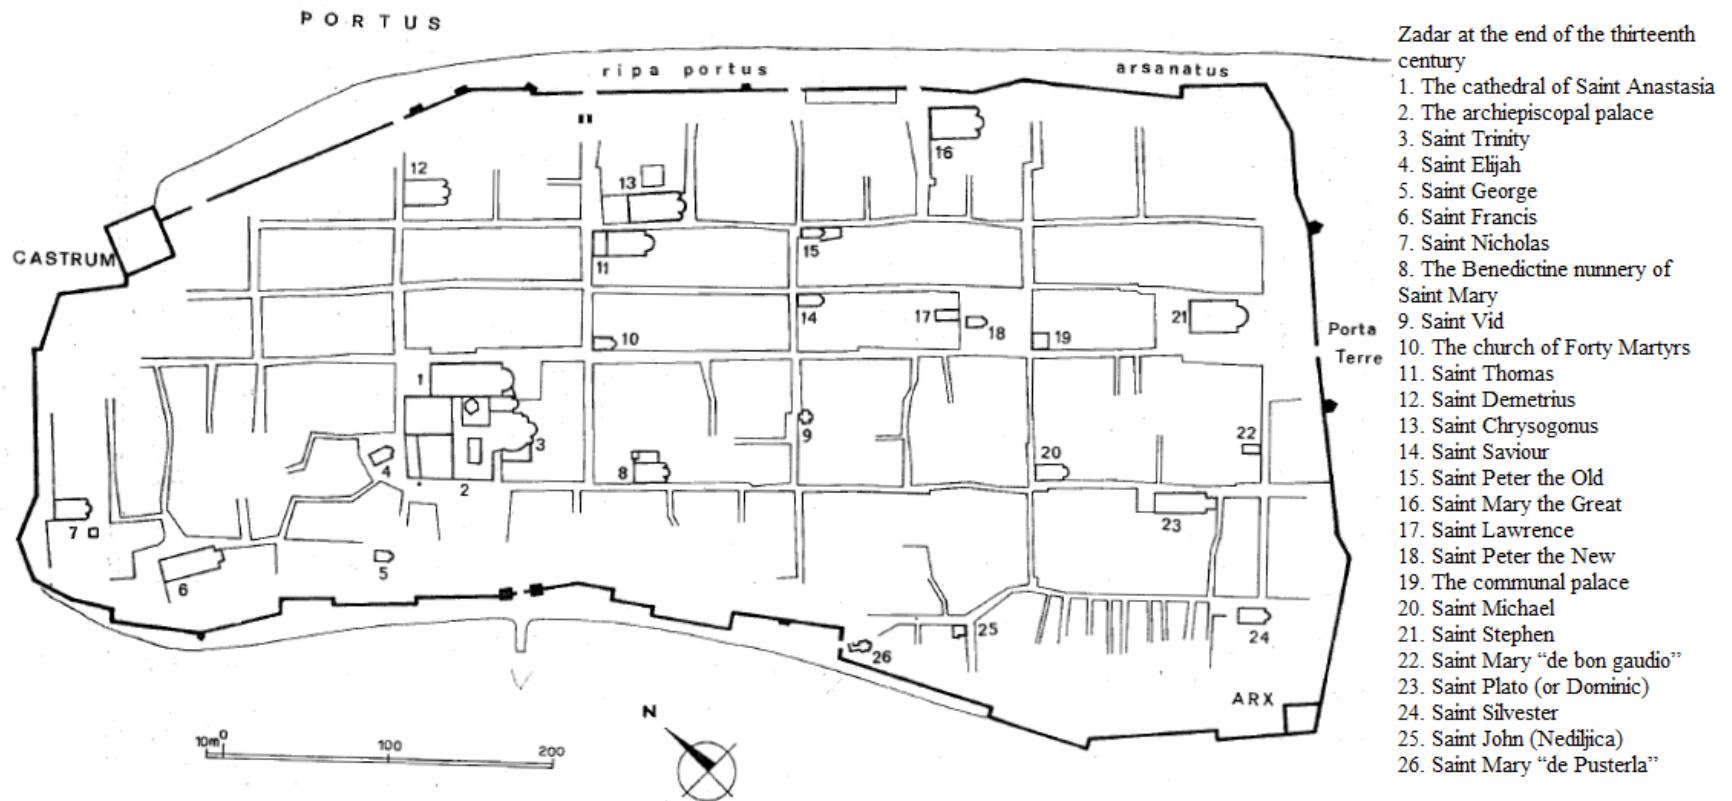 PORTUS
ripa portus
arsanatus
CASTRUM
Porta
Terre
ARX
N
10m 0 100 200
12
13
16
11
15
14
17
18
19
21
10
1
9
3
4
2
8
20
22
7
23
6
5
25
26
24
Zadar at the end of the thirteenth
century
1. The cathedral of Saint Anastasia
2. The archiepiscopal palace
3. Saint Trinity
4. Saint Elijah
5. Saint George
6. Saint Francis
7. Saint Nicholas
8. The Benedictine nunnery of
Saint Mary
9. Saint Vid
10. The church of Forty Martyrs
11. Saint Thomas
12. Saint Demetrius
13. Saint Chrysogonus
14. Saint Saviour
15. Saint Peter the Old
16. Saint Mary the Great
17. Saint Lawrence
18. Saint Peter the New
19. The communal palace
20. Saint Michael
21. Saint Stephen
22. Saint Mary “de bon gaudio”
23. Saint Plato (or Dominic)
24. Saint Silvester
25. Saint John (Nediljica)
26. Saint Mary “de Pusterla”